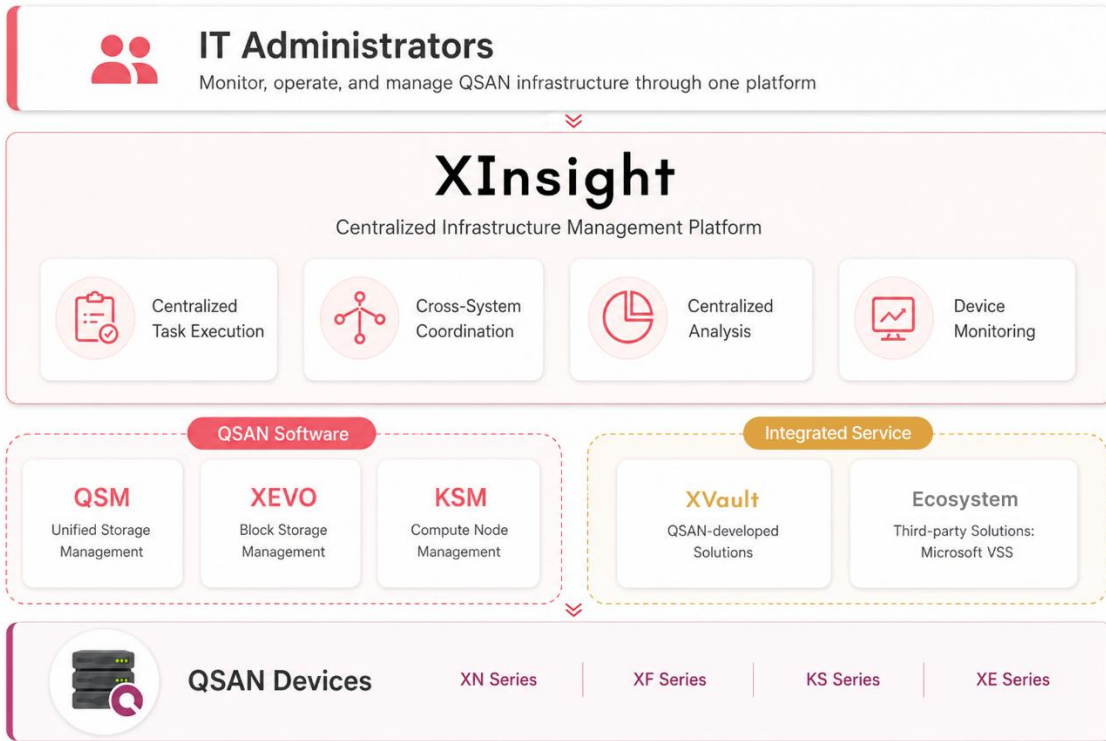 IT Administrators
Monitor, operate, and manage QSAN infrastructure through one platform
XInsight
Centralized Infrastructure Management Platform
Centralized
Task Execution
Cross-System
Coordination
Centralized
Analysis
Device
Monitoring
QSAN Software
QSM
Unified Storage
Management
XEVO
Block Storage
Management
KSM
Compute Node
Management
Integrated Service
XVault
QSAN-developed
Solutions
Ecosystem
Third-party Solutions:
Microsoft VSS
QSAN Devices
XN Series
XF Series
KS Series
XE Series